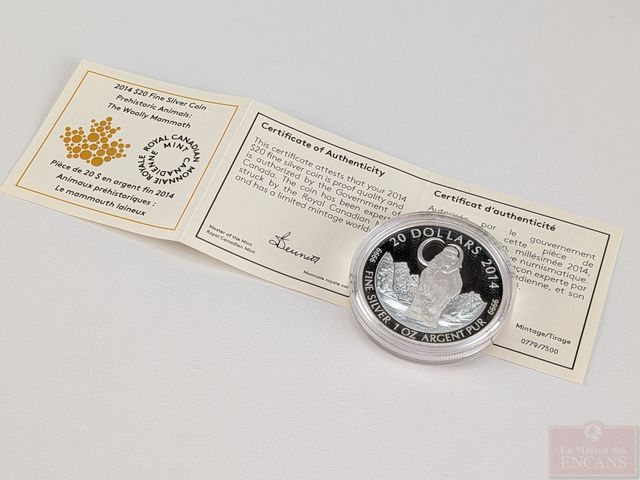 2014 $20 Fine Silver Coin
Prehistoric Animals:
The Woolly Mammoth
ROYAL CANADIAN MINT
MONNAIE ROYALE CANADIENNE
Pièce de 20 $ en argent fin 2014
Animaux préhistoriques :
Le mammouth laineux
Certificate of Authenticity
This certificate attests that your 2014
$20 fine silver coin is proof quality and
is authorized by the Government of
Canada. The coin has been expertly
struck by the Royal Canadian
and has a limited mintage
Master of the Mint
Royal Canadian Mint
Bennett
Monnaie royale
Certificat d'authenticité
par le gouvernement
cette pièce de
millésimée 2014,
numismatique.
experte par
et son
Mintage/Tirage
0779/7500
20 DOLLARS 2014
9999
9999
FINE SILVER 1 OZ ARGENT PUR
La Maison des
ENCANS